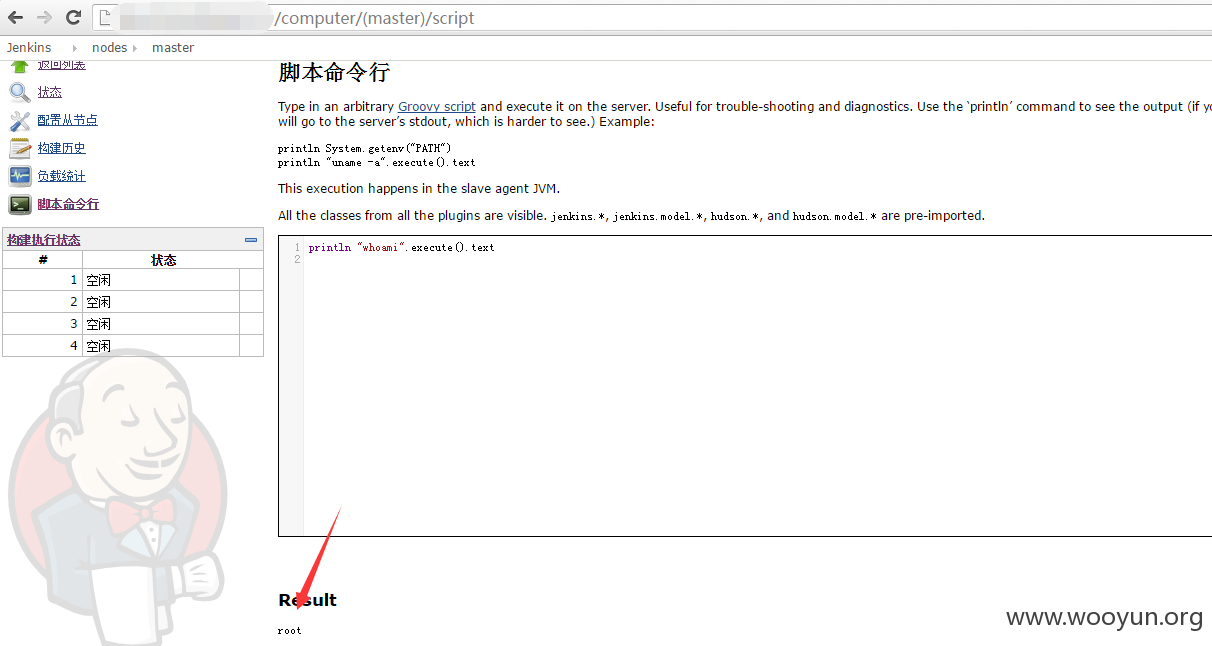 /computer/(master)/script
Jenkins nodes master
返回列表
状态
配置从节点
构建历史
负载统计
脚本命令行
构建执行状态
# 状态
1 空闲
2 空闲
3 空闲
4 空闲
脚本命令行
Type in an arbitrary Groovy script and execute it on the server. Useful for trouble-shooting and diagnostics. Use the ‘println’ command to see the output (if
will go to the server’s stdout, which is harder to see.) Example:
println System.getenv("PATH")
println "uname -a".execute().text
This execution happens in the slave agent JVM.
All the classes from all the plugins are visible. jenkins.*, jenkins.model.*, hudson.*, and hudson.model.* are pre-imported.
1 println "whoami".execute().text
2
Result
root
www.wooyun.org